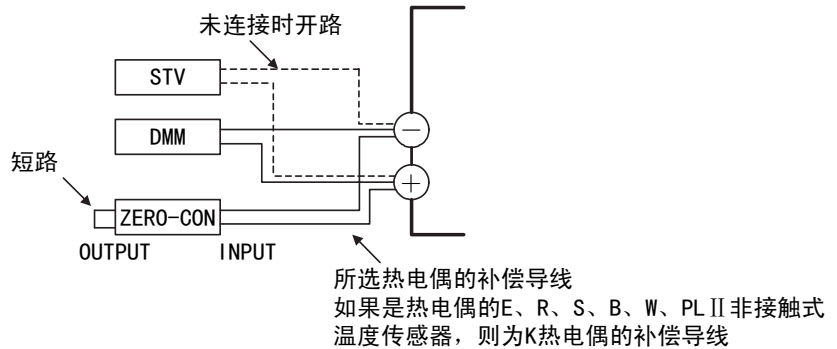 未连接时开路
STV
DMM
短路
ZERO-CON
OUTPUT INPUT
所选热电偶的补偿导线
如果是热电偶的E、R、S、B、W、PLⅡ非接触式
温度传感器，则为K热电偶的补偿导线